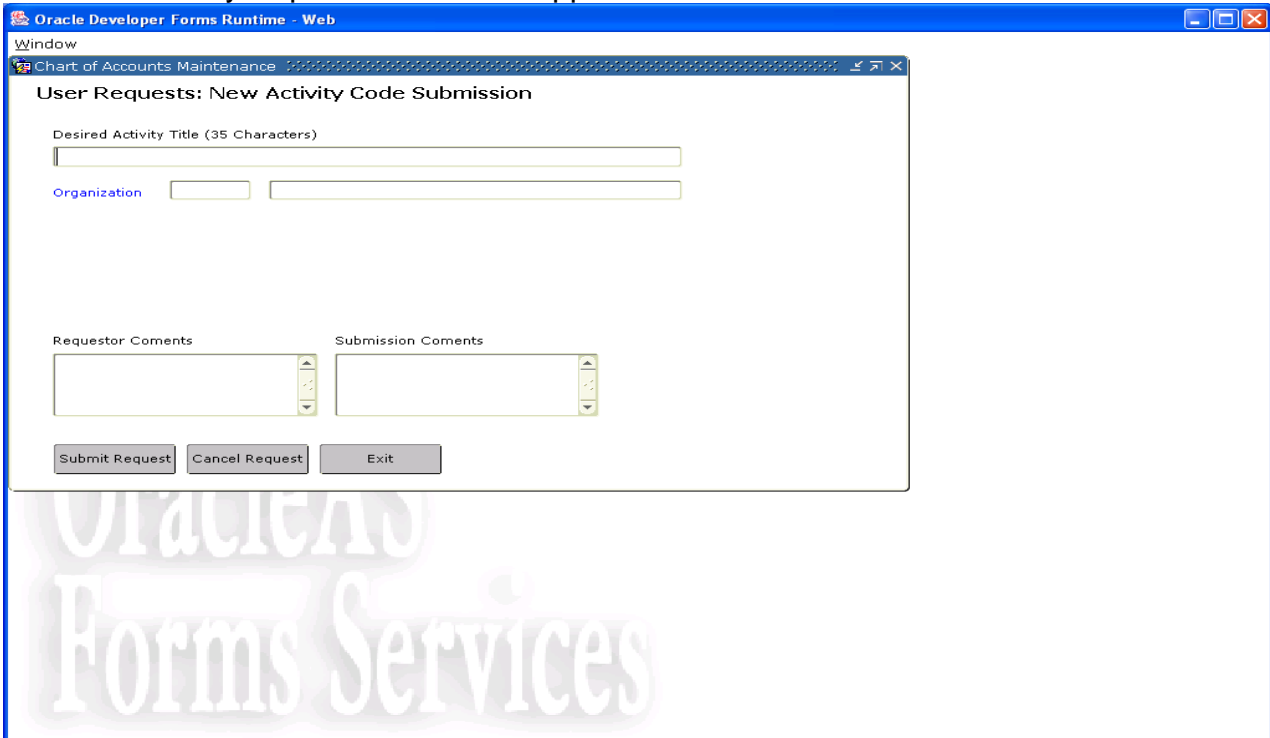 Oracle Developer Forms Runtime - Web
Window
Chart of Accounts Maintenance
User Requests: New Activity Code Submission
Desired Activity Title (35 Characters)
Organization
Requestor Coments Submission Coments
Submit Request Cancel Request Exit
OracleAS
Forms Services